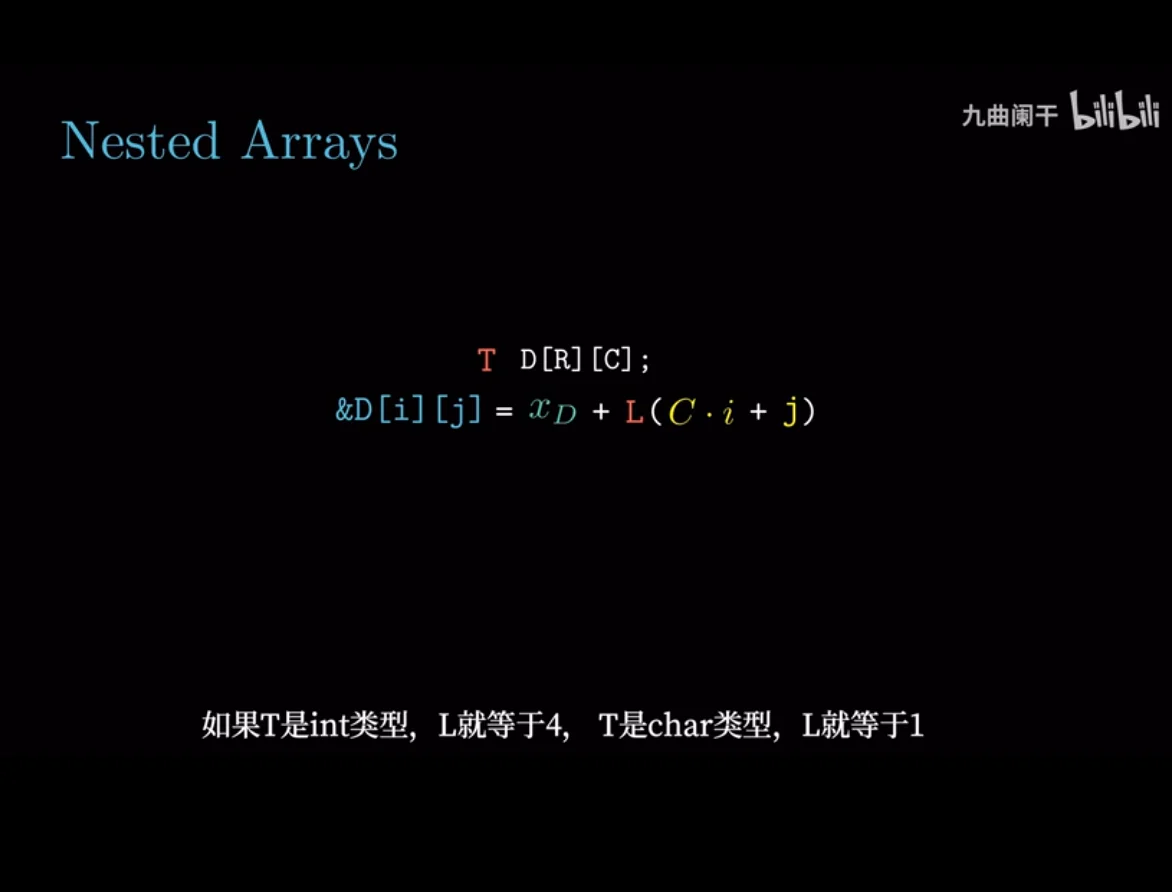 九曲阑干 bilibili
Nested Arrays
T D[R][C];
&D[i][j] = x_D + L(C · i + j)
如果T是int类型, L就等于4, T是char类型, L就等于1